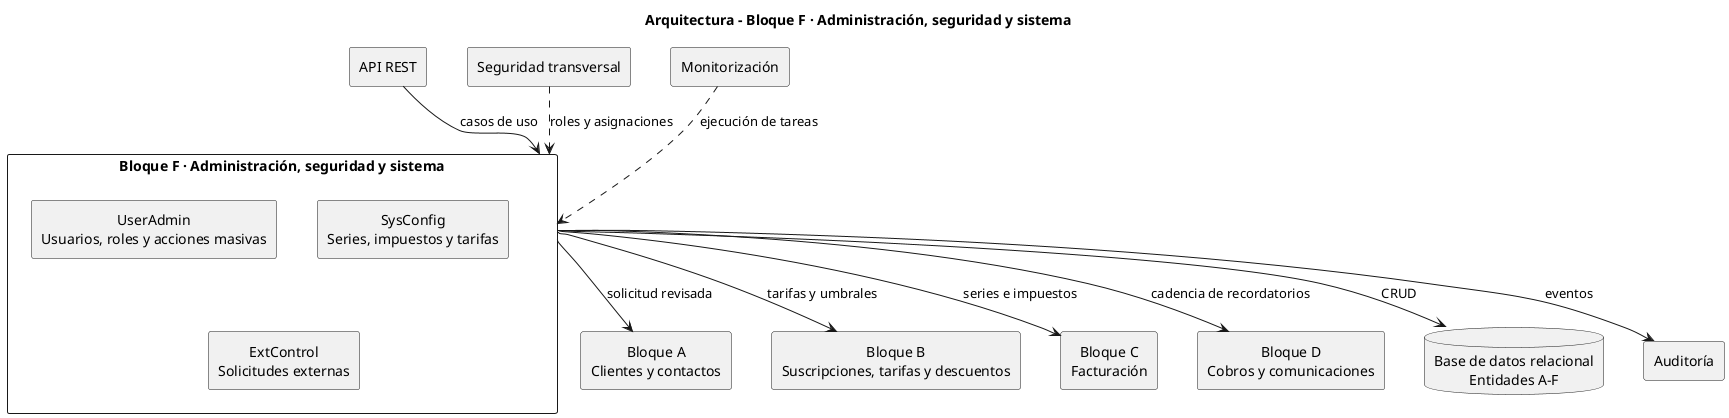 Arquitectura - Bloque F · Administración, seguridad y sistema
API REST
Seguridad transversal
Monitorización
casos de uso
roles y asignaciones
ejecución de tareas
Bloque F · Administración, seguridad y sistema
UserAdmin
Usuarios, roles y acciones masivas
SysConfig
Series, impuestos y tarifas
ExtControl
Solicitudes externas
solicitud revisada
tarifas y umbrales
series e impuestos
cadencia de recordatorios
CRUD
eventos
Bloque A
Clientes y contactos
Bloque B
Suscripciones, tarifas y descuentos
Bloque C
Facturación
Bloque D
Cobros y comunicaciones
Base de datos relacional
Entidades A-F
Auditoría